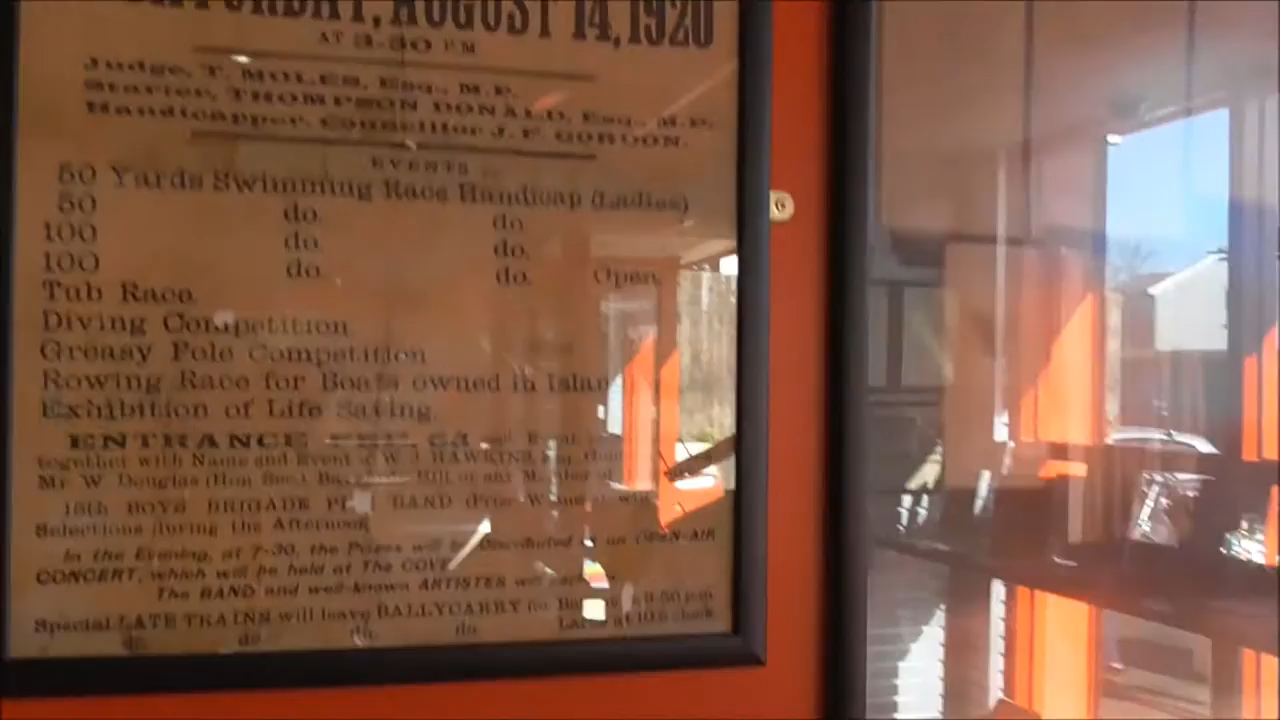 SATURDAY, AUGUST 14, 1920
AT 3-30 P M
Judge, T. MOLES, Esq., M.P.
Starter, THOMPSON DONALD, Esq., M.P.
Handicapper, Councillor J. F GORDON.
EVENTS
50 Yards Swimming Race Handicap (Ladies)
50 do. do
100 do. do.
100 do. do. Open.
Tub Race
Diving Competition
Greasy Pole Competition
Rowing Race for Boats owned in
Exhibition of Life Saving.
ENTRANCE
together with Name and Event HAWKINS
Mr W Douglas (Hon Sec.) Bill or any
BOYS BRIGADE BAND
Selections during the Afternoon
In the Evening, at 7-30, the Prizes will be Distributed at an OPEN-AIR
CONCERT, which will be held at The COVE
The BAND and well-known ARTISTES will
Special LATE TRAINS will leave BALLYCARRY for
do. do. do. do.